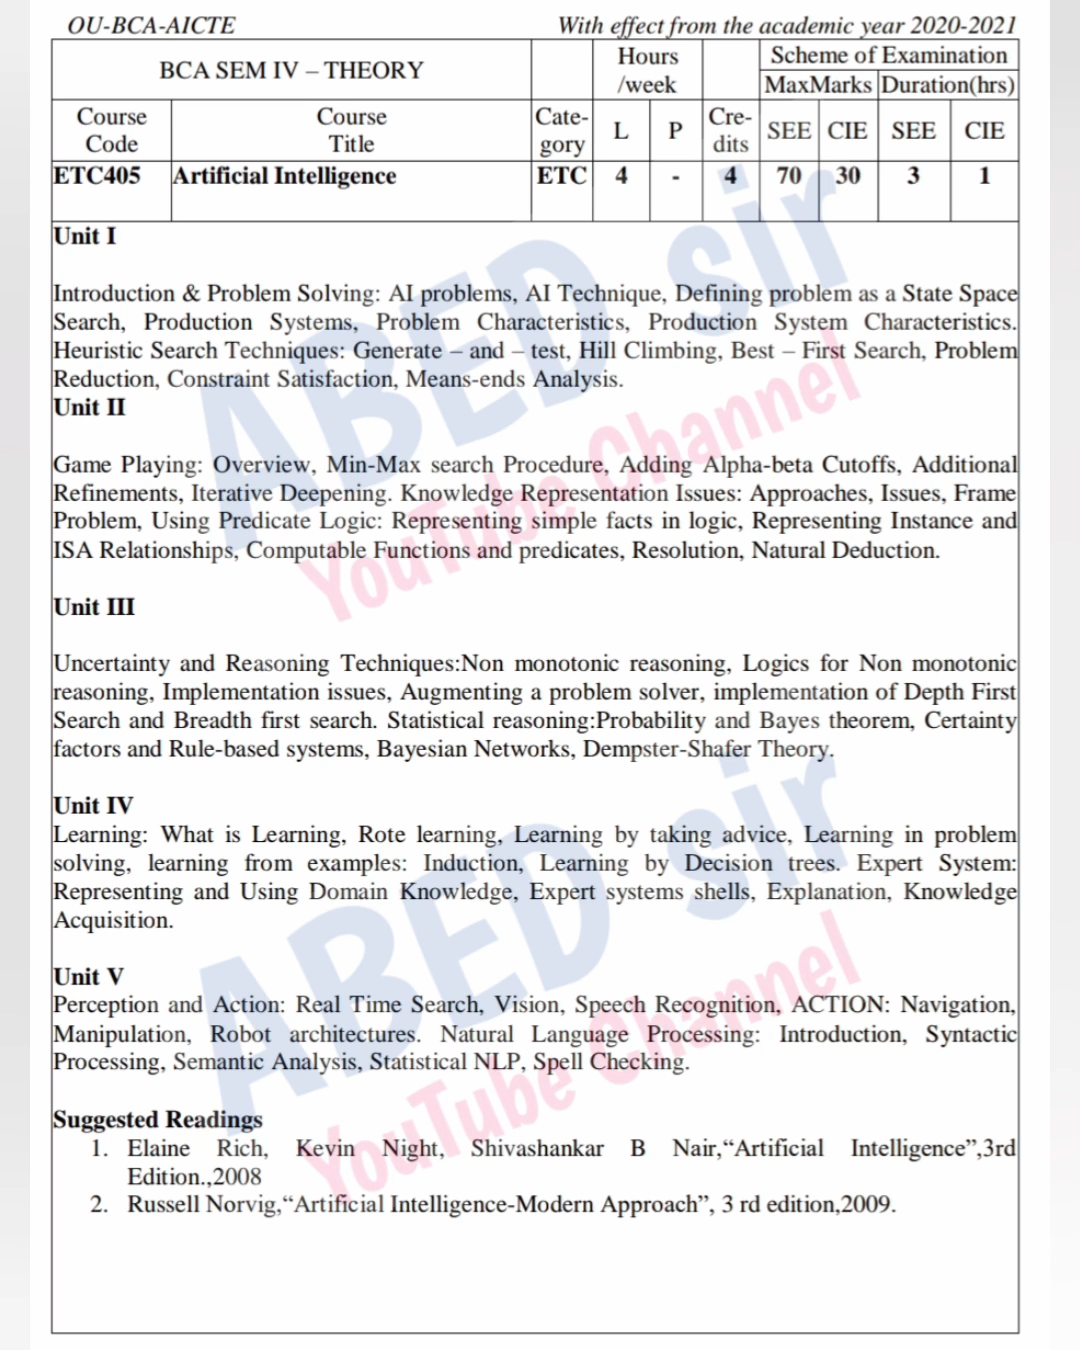 OU-BCA-AICTE With effect from the academic year 2020-2021
BCA SEM IV – THEORY Hours /week Scheme of Examination
MaxMarks Duration(hrs)
Course Code Course Title Cate-gory L P Cre-dits SEE CIE SEE CIE
ETC405 Artificial Intelligence ETC 4 - 4 70 30 3 1
Unit I
Introduction & Problem Solving: AI problems, AI Technique, Defining problem as a State Space
Search, Production Systems, Problem Characteristics, Production System Characteristics.
Heuristic Search Techniques: Generate – and – test, Hill Climbing, Best – First Search, Problem
Reduction, Constraint Satisfaction, Means-ends Analysis.
Unit II
Game Playing: Overview, Min-Max search Procedure, Adding Alpha-beta Cutoffs, Additional
Refinements, Iterative Deepening. Knowledge Representation Issues: Approaches, Issues, Frame
Problem, Using Predicate Logic: Representing simple facts in logic, Representing Instance and
ISA Relationships, Computable Functions and predicates, Resolution, Natural Deduction.
Unit III
Uncertainty and Reasoning Techniques:Non monotonic reasoning, Logics for Non monotonic
reasoning, Implementation issues, Augmenting a problem solver, implementation of Depth First
Search and Breadth first search. Statistical reasoning:Probability and Bayes theorem, Certainty
factors and Rule-based systems, Bayesian Networks, Dempster-Shafer Theory.
Unit IV
Learning: What is Learning, Rote learning, Learning by taking advice, Learning in problem
solving, learning from examples: Induction, Learning by Decision trees. Expert System:
Representing and Using Domain Knowledge, Expert systems shells, Explanation, Knowledge
Acquisition.
Unit V
Perception and Action: Real Time Search, Vision, Speech Recognition, ACTION: Navigation,
Manipulation, Robot architectures. Natural Language Processing: Introduction, Syntactic
Processing, Semantic Analysis, Statistical NLP, Spell Checking.
Suggested Readings
1. Elaine Rich, Kevin Night, Shivashankar B Nair,“Artificial Intelligence”,3rd
Edition.,2008
2. Russell Norvig,“Artificial Intelligence-Modern Approach”, 3 rd edition,2009.
ABED sir
YouTube Channel
ABED sir
YouTube Channel